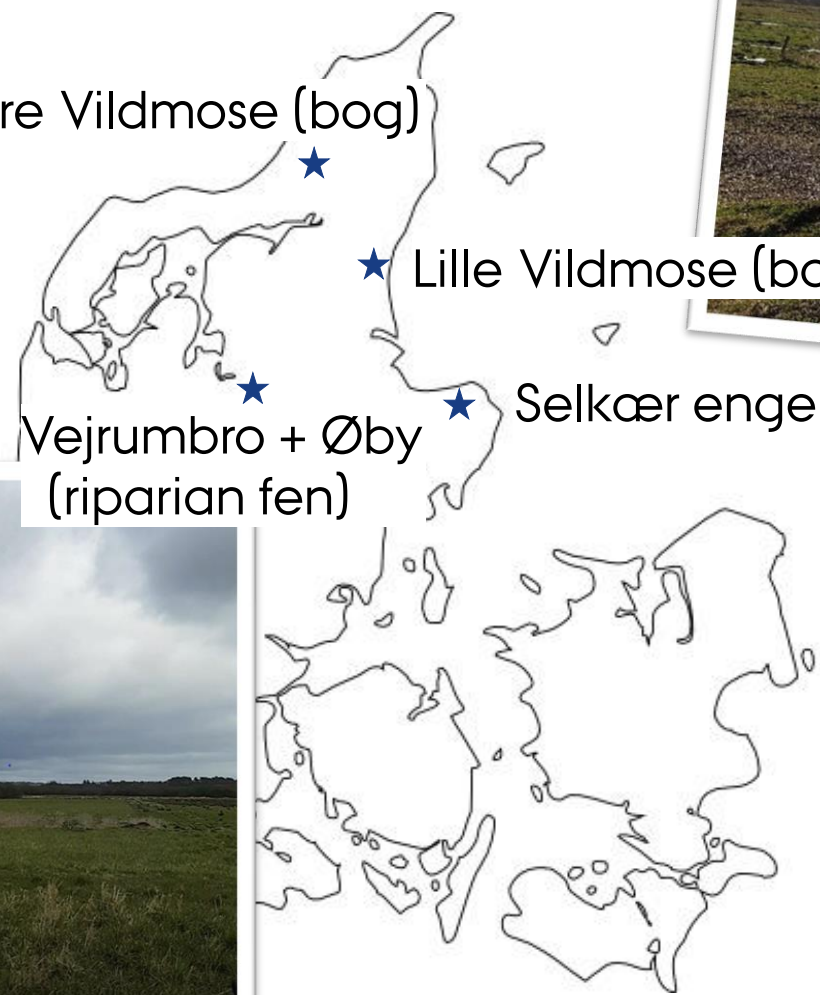 re Vildmose (bog)
Lille Vildmose (bo
Selkær enge
Vejrumbro + Øby
(riparian fen)